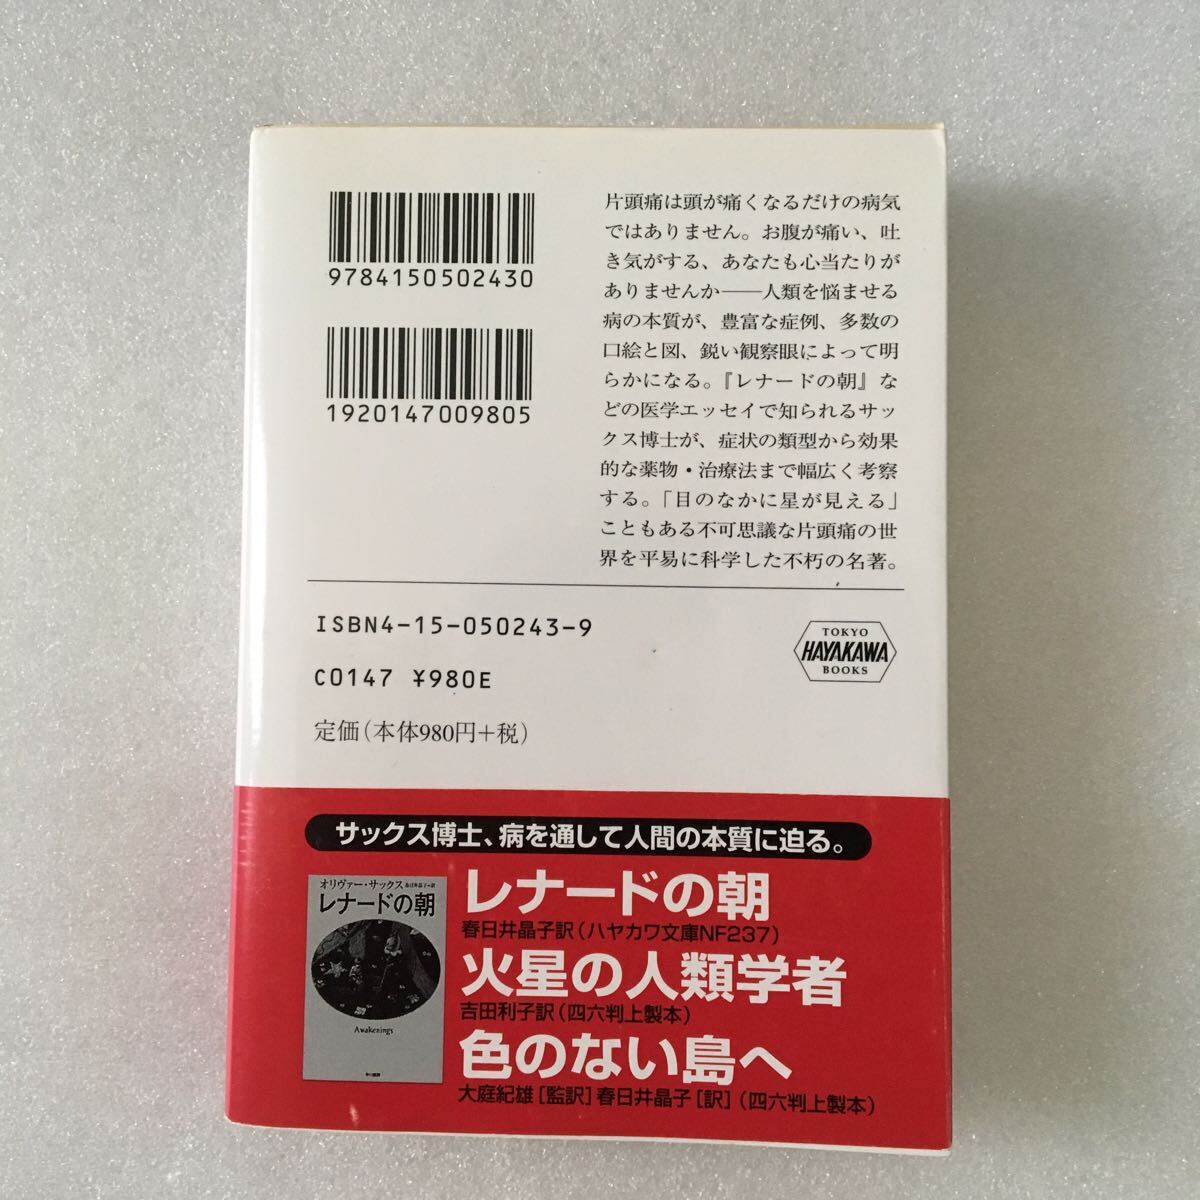 9784150502430
1920147009805
片頭痛は頭が痛くなるだけの病気
ではありません。お腹が痛い、吐
き気がする、あなたも心当たりが
ありませんか――人類を悩ませる
病の本質が、豊富な症例、多数の
口絵と図、鋭い観察眼によって明
らかになる。『レナードの朝』な
どの医学エッセイで知られるサッ
クス博士が、症状の類型から効果
的な薬物・治療法まで幅広く考察
する。「目のなかに星が見える」
こともある不可思議な片頭痛の世
界を平易に科学した不朽の名著。
ISBN4-15-050243-9
C0147 ¥980E
定価(本体980円+税)
TOKYO
HAYAKAWA
BOOKS
サックス博士、病を通して人間の本質に迫る。
オリヴァー・サックス 春日井晶子=訳
レナードの朝
Awakenings
早川書房
レナードの朝
春日井晶子訳(ハヤカワ文庫NF237)
火星の人類学者
吉田利子訳(四六判上製本)
色のない島へ
大庭紀雄[監訳]春日井晶子[訳](四六判上製本)